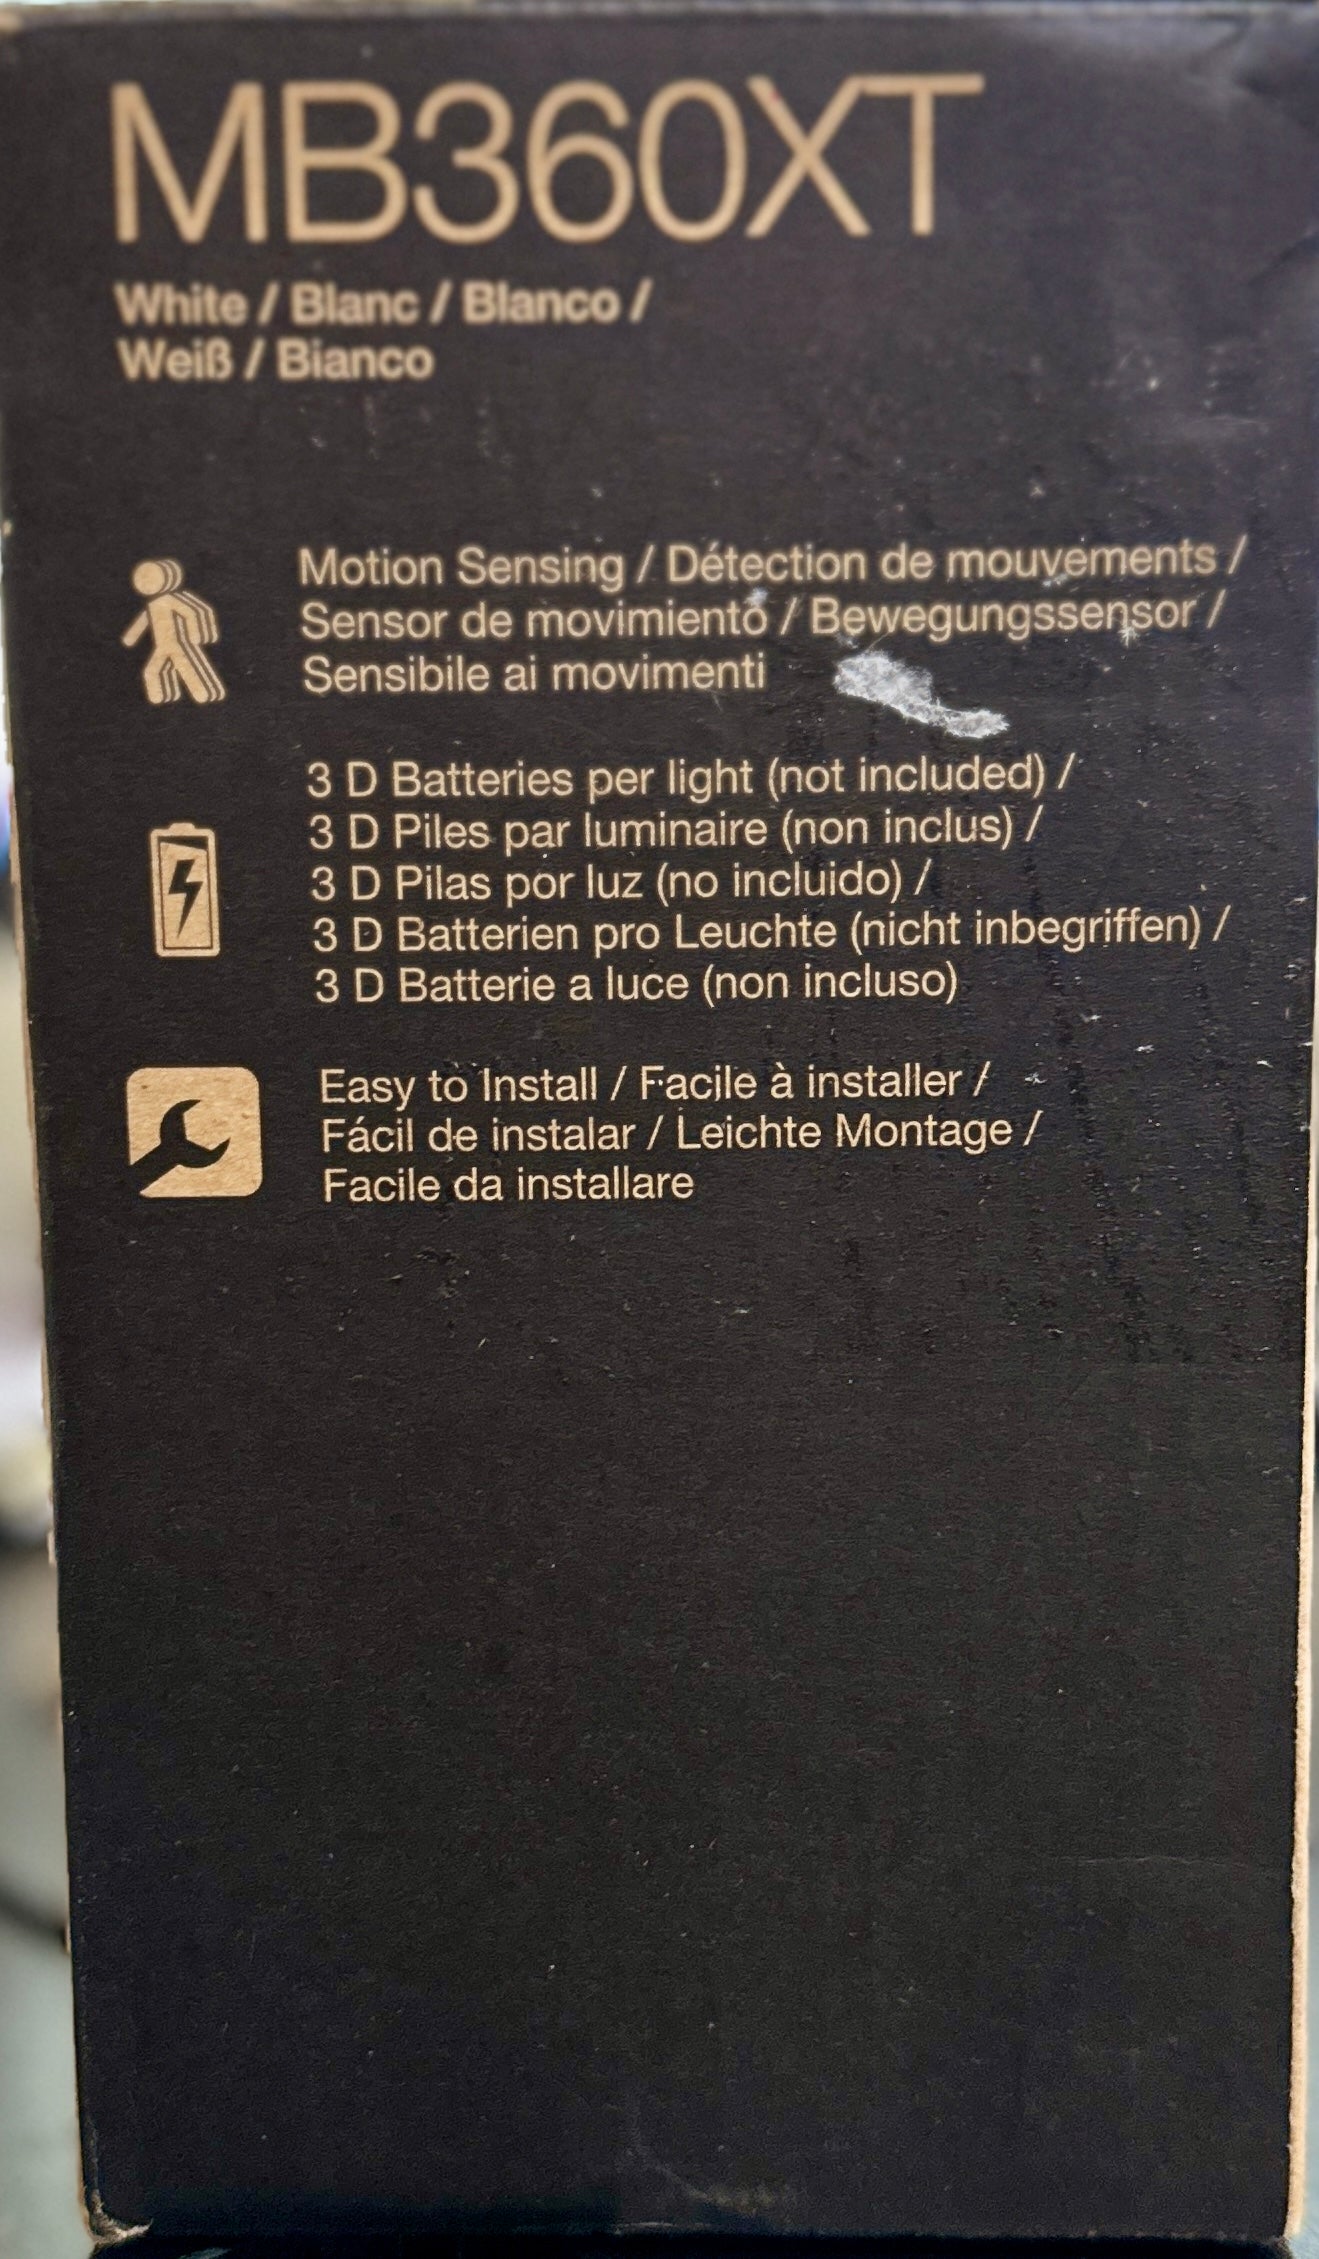 MB360XT
White / Blanc / Blanco /
Weiß / Bianco
Motion Sensing / Détection de mouvements /
Sensor de movimiento / Bewegungssensor /
Sensibile ai movimenti
3 D Batteries per light (not included) /
3 D Piles par luminaire (non inclus) /
3 D Pilas por luz (no incluido) /
3 D Batterien pro Leuchte (nicht inbegriffen) /
3 D Batterie a luce (non incluso)
Easy to Install / Facile à installer /
Fácil de instalar / Leichte Montage /
Facile da installare